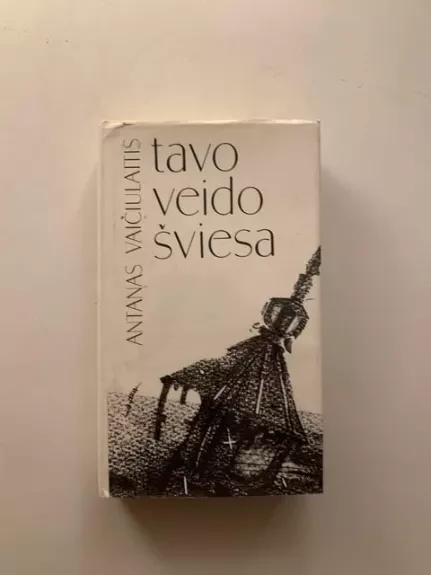 ANTANAS VAIČIULAITIS
tavo
veido
šviesa